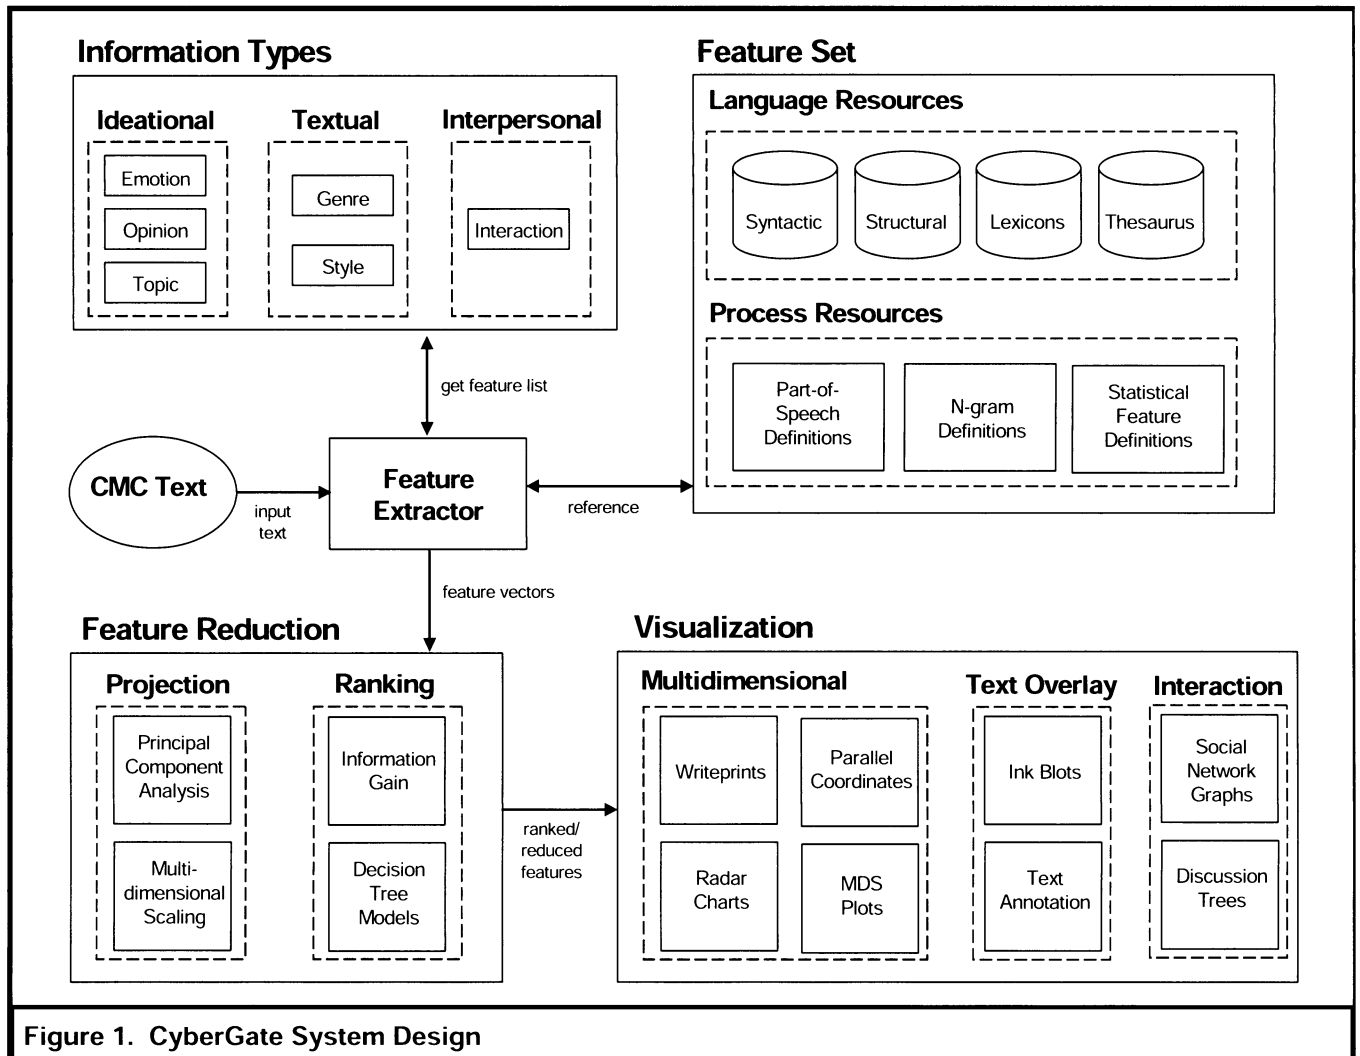 Information Types
Ideational
Emotion
Opinion
Topic
Textual
Genre
Style
Interpersonal
Interaction
Feature Set
Language Resources
Syntactic
Structural
Lexicons
Thesaurus
Process Resources
Part-of-
Speech
Definitions
N-gram
Definitions
Statistical
Feature
Definitions
get feature list
CMC Text
input
text
Feature
Extractor
reference
feature vectors
Feature Reduction
Projection
Principal
Component
Analysis
Multi-
dimensional
Scaling
Ranking
Information
Gain
Decision
Tree
Models
ranked/
reduced
features
Visualization
Multidimensional
Writeprints
Parallel
Coordinates
Radar
Charts
MDS
Plots
Text Overlay
Ink Blots
Text
Annotation
Interaction
Social
Network
Graphs
Discussion
Trees
Figure 1. CyberGate System Design